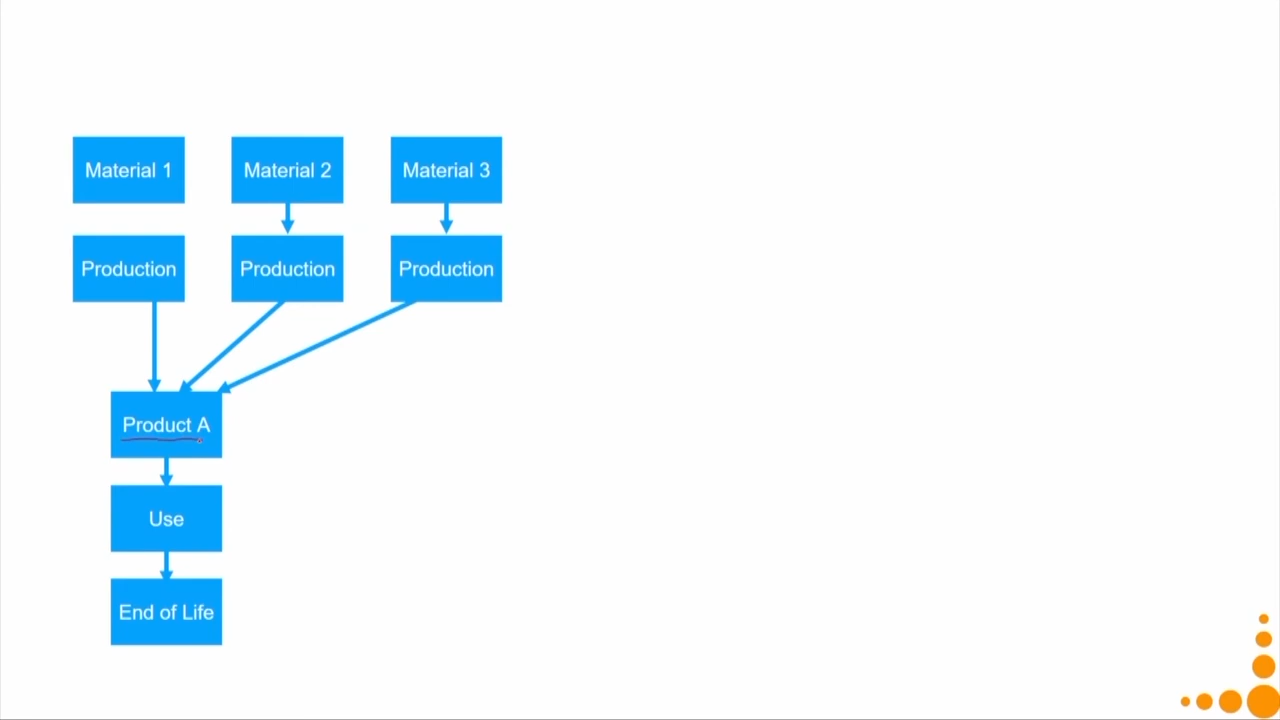 Material 1
Material 2
Material 3
Production
Production
Production
Product A
Use
End of Life